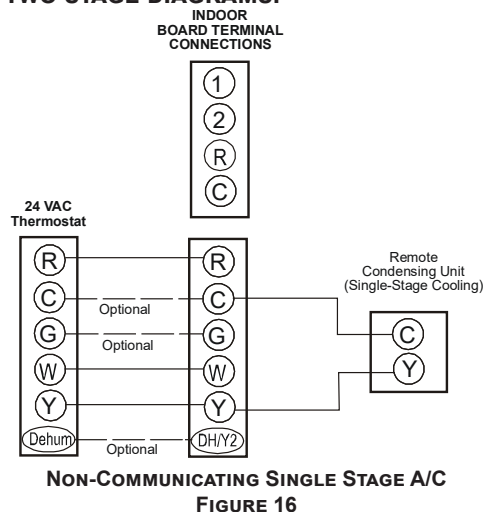 TWO STAGE DIAGRAMS.
INDOOR
BOARD TERMINAL
CONNECTIONS
1
2
R
C
24 VAC
Thermostat
R
C
G
W
Y
Dehum
Optional
Optional
Optional
R
C
G
W
Y
DH/Y2
Remote
Condensing Unit
(Single-Stage Cooling)
C
Y
NON-COMMUNICATING SINGLE STAGE A/C
FIGURE 16